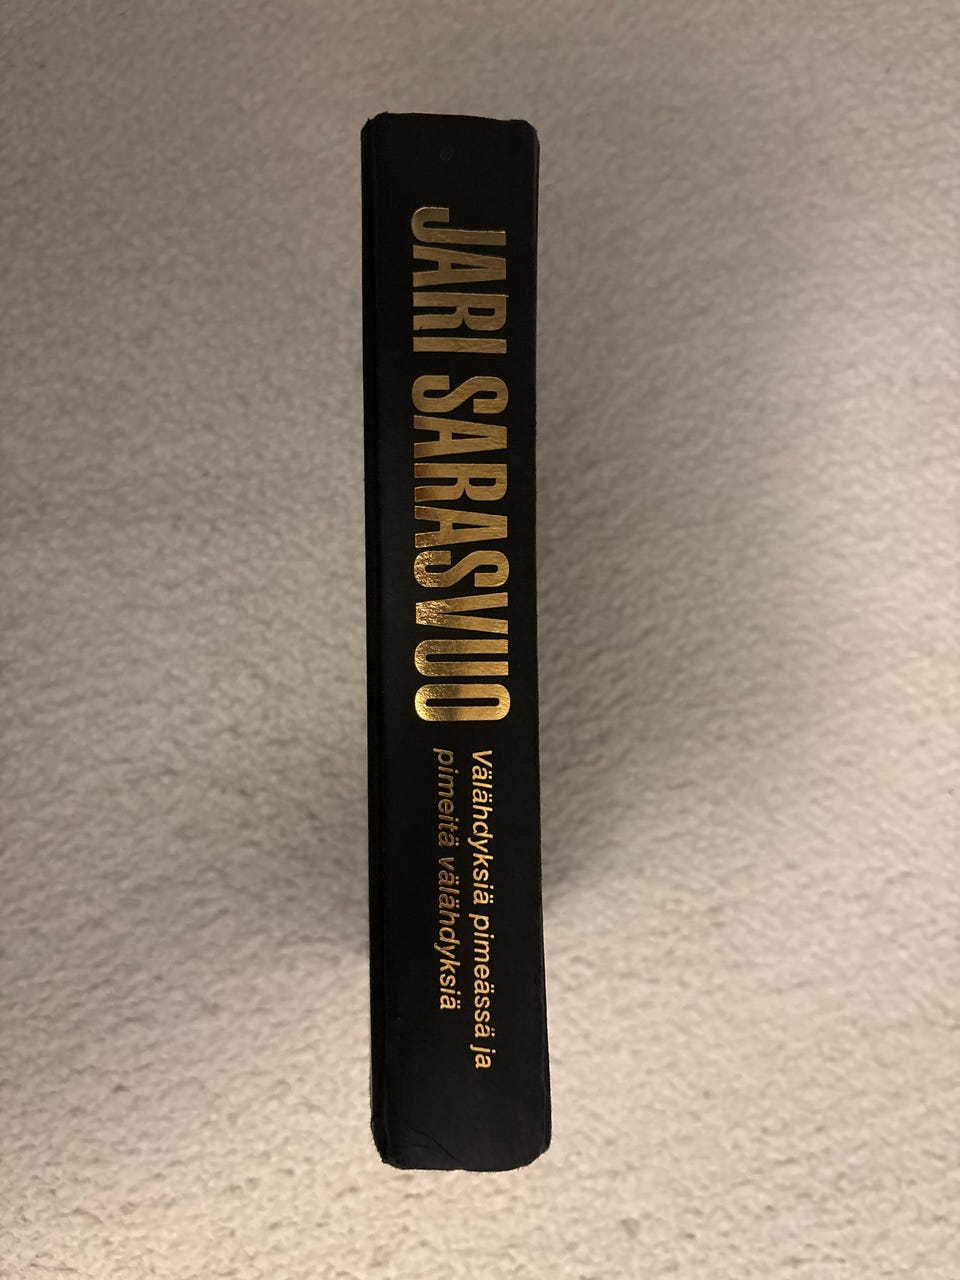 JARI SARASVUO
Välähdyksiä pimeässä ja
pimeitä välähdyksiä